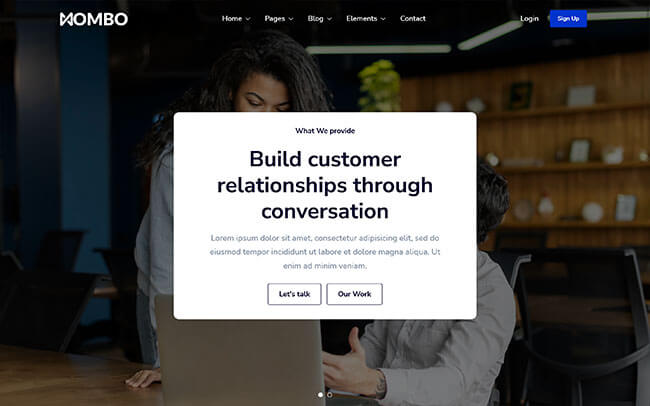 MOMBO
Home Pages Blog Elements Contact Login Sign Up
What We provide
Build customer
relationships through
conversation
Lorem ipsum dolor sit amet, consectetur adipisicing elit, sed do
eiusmod tempor incididunt ut labore et dolore magna aliqua. Ut
enim ad minim veniam.
Let's talk Our Work